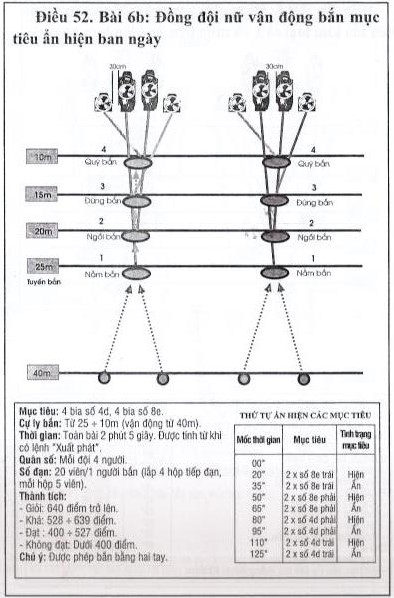 Điều 52. Bài 6b: Đồng đội nữ vận động bắn mục
tiêu ẩn hiện ban ngày
30cm 30cm
10m 4 Quỳ bắn 4 Quỳ bắn
15m 3 Đứng bắn 3 Đứng bắn
20m 2 Ngồi bắn 2 Ngồi bắn
25m 1 Nằm bắn 1 Nằm bắn
Tuyến bắn
40m
Mục tiêu: 4 bia số 4d, 4 bia số 8e.
Cự ly bắn: Từ 25 ÷ 10m (vận động từ 40m).
Thời gian: Toàn bài 2 phút 5 giây. Được tính từ khi
có lệnh "Xuất phát".
Quân số: Mỗi đội 4 người.
Số đạn: 20 viên/1 người bắn (lắp 4 hộp tiếp đạn,
mỗi hộp 5 viên).
Thành tích:
- Giỏi: 640 điểm trở lên.
- Khá: 528 ÷ 639 điểm.
- Đạt : 400 ÷ 527 điểm.
- Không đạt: Dưới 400 điểm.
Chú ý: Được phép bắn bằng hai tay.
THỨ TỰ ẨN HIỆN CÁC MỤC TIÊU
Mốc thời gian Mục tiêu Tình trạng mục tiêu
00"
20" 2 x số 8e trái Hiện
35" 2 x số 8e trái Ẩn
50" 2 x số 8e phải Hiện
65" 2 x số 8e phải Ẩn
80" 2 x số 4d phải Hiện
95" 2 x số 4d phải Ẩn
110" 2 x số 4d trái Hiện
125" 2 x số 4d trái Ẩn